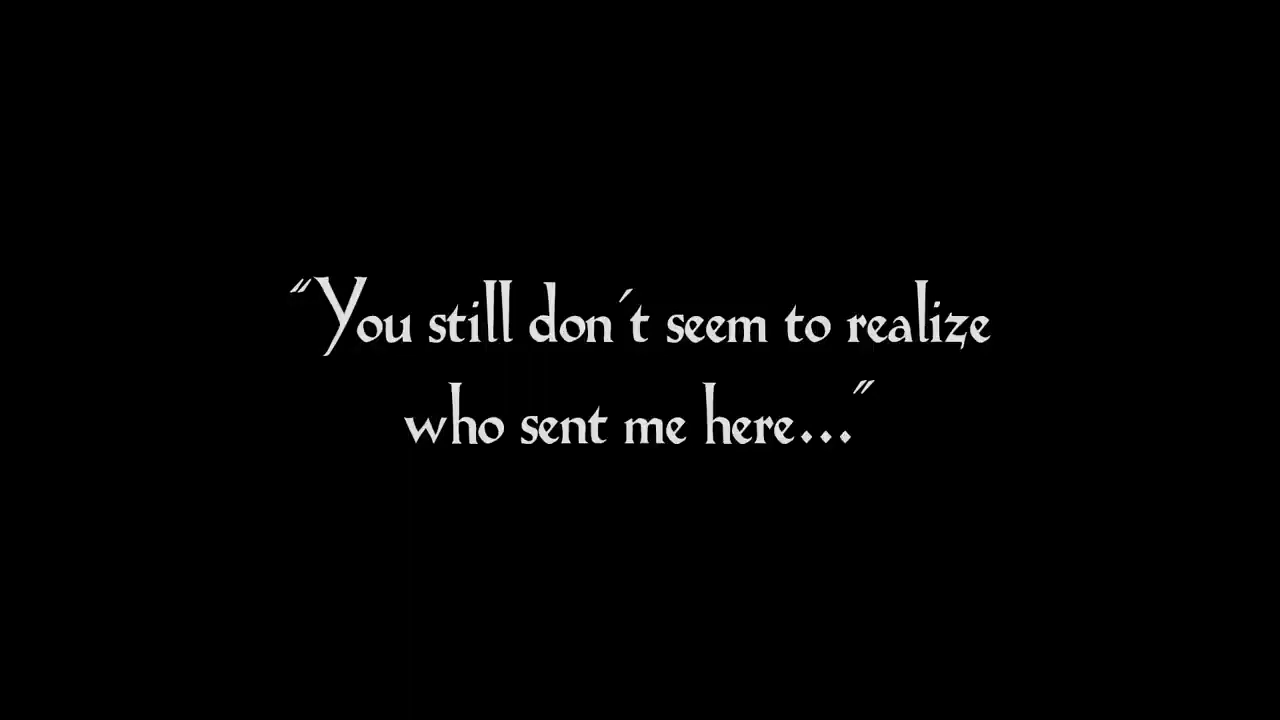 “You still don´t seem to realize
who sent me here...”